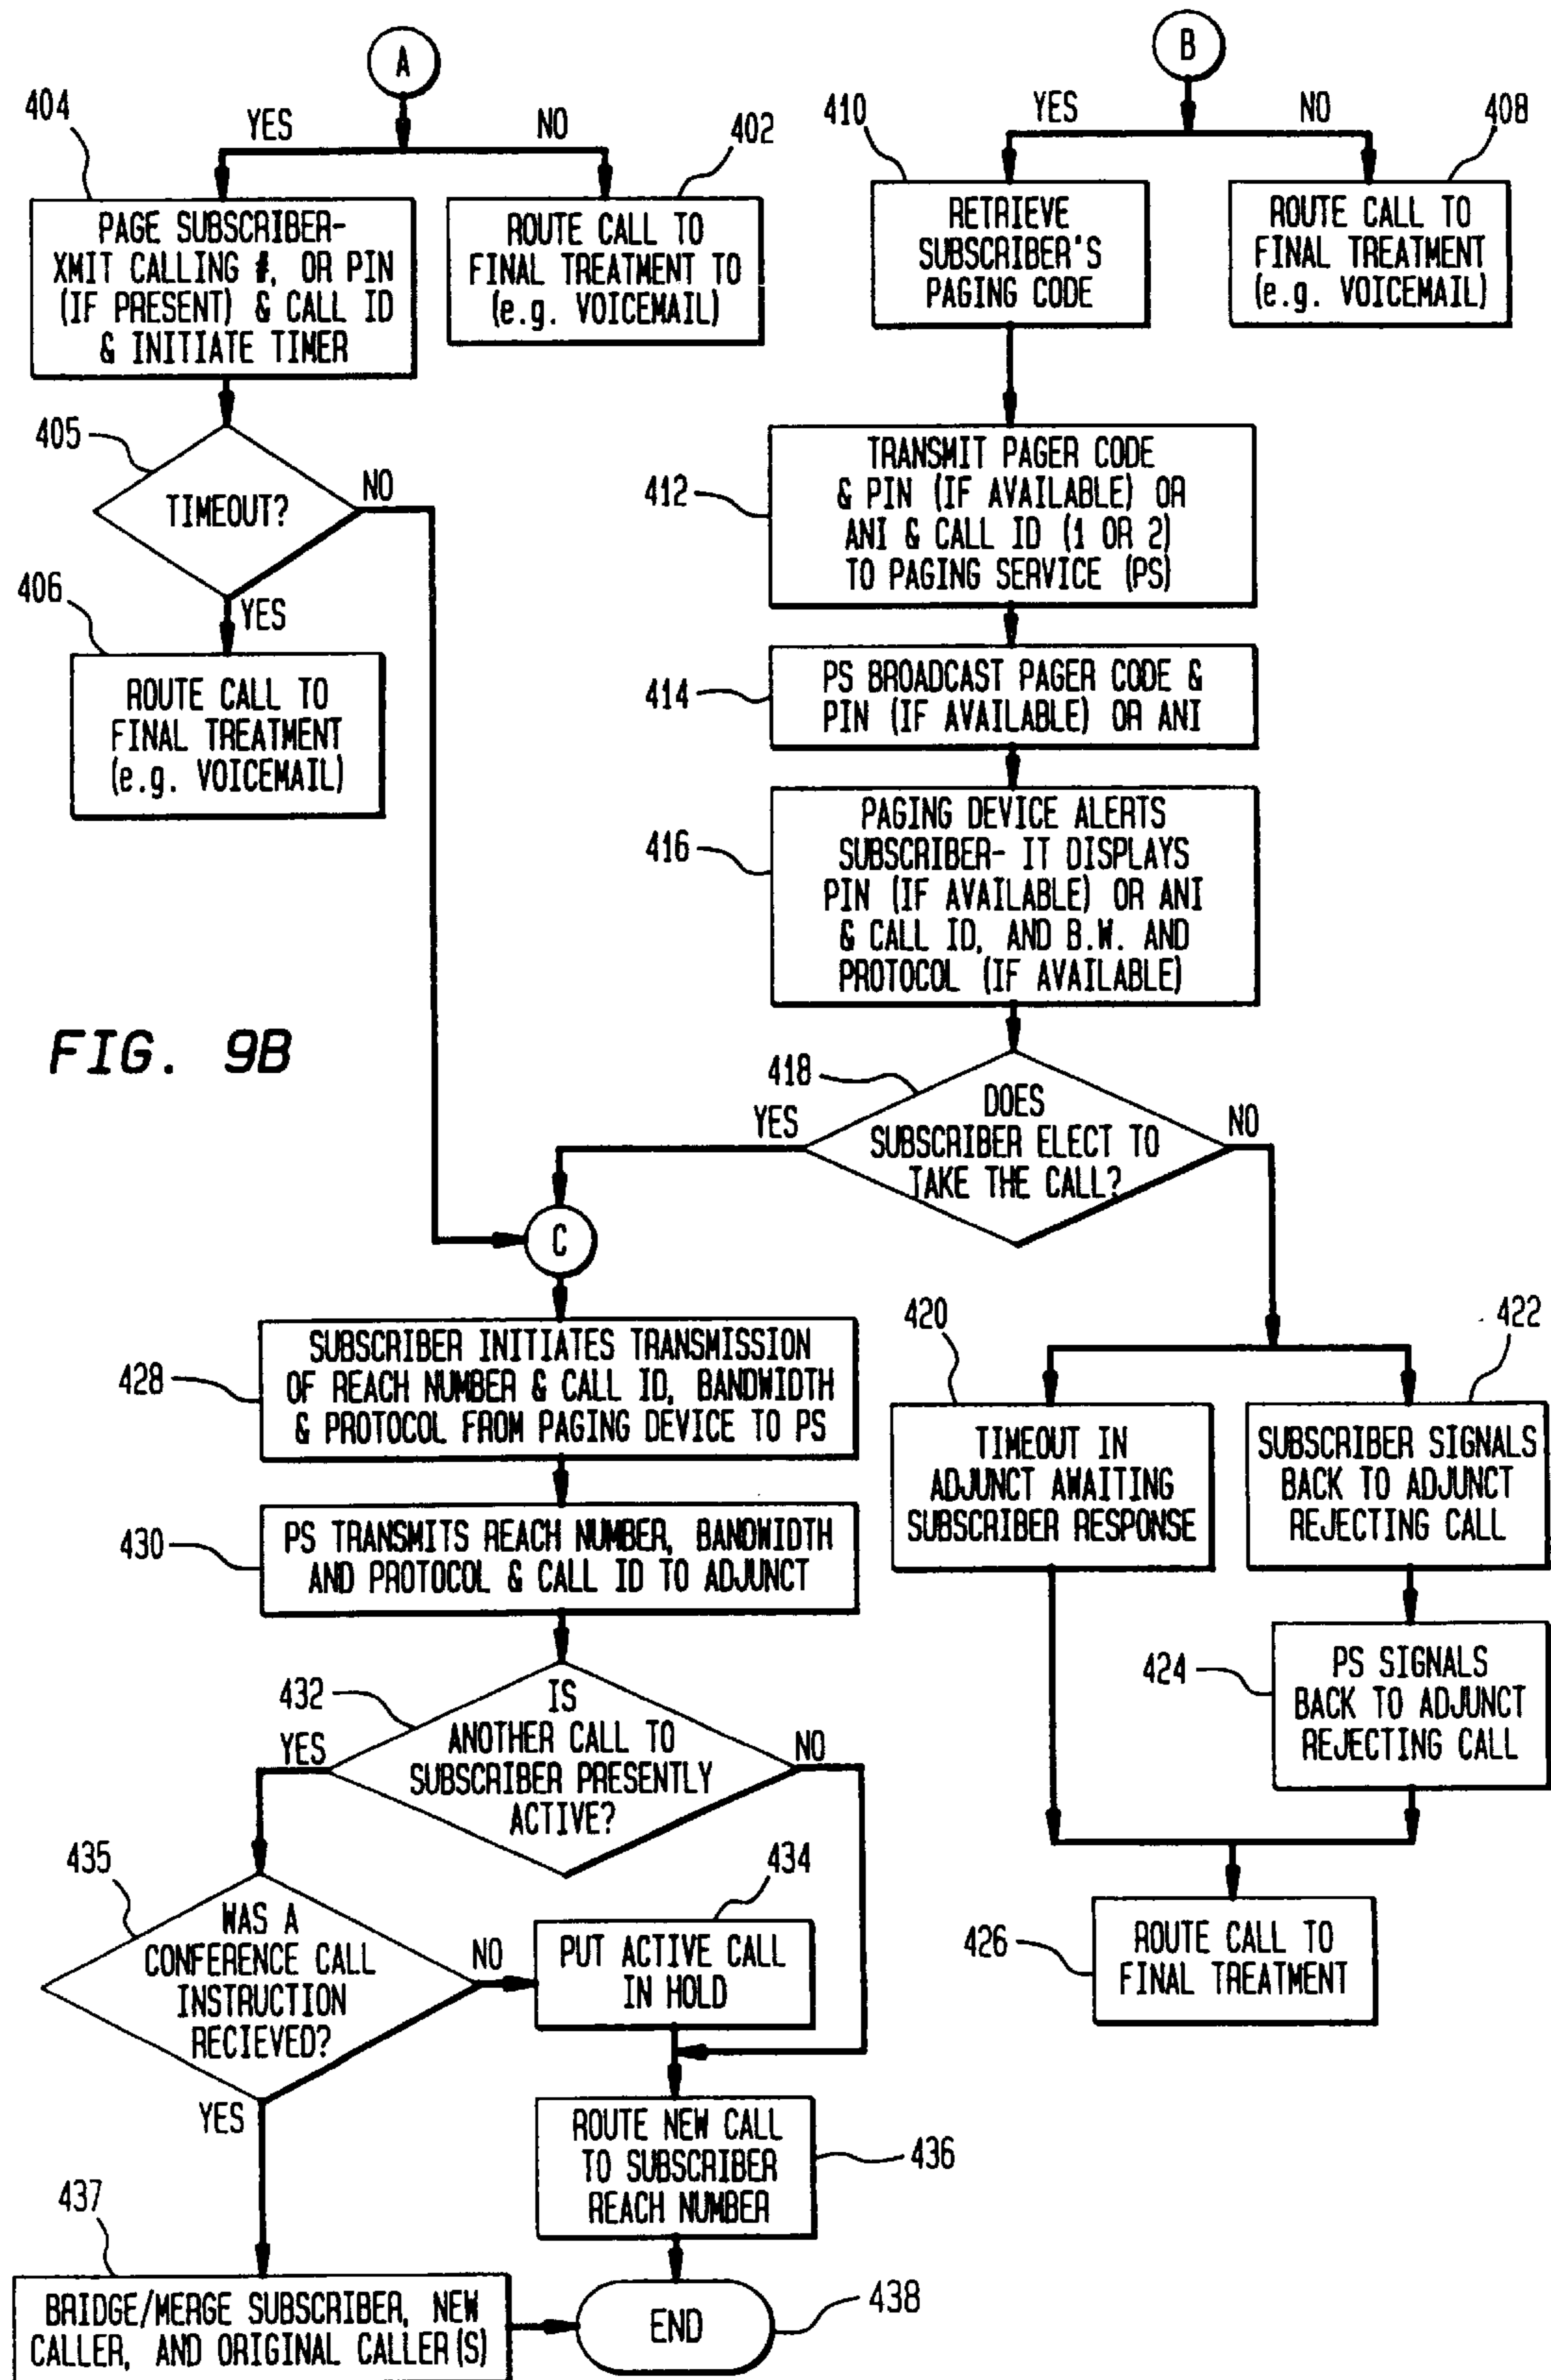 A
YES
NO
404
402
PAGE SUBSCRIBER-
XMIT CALLING #, OR PIN
(IF PRESENT) & CALL ID
& INITIATE TIMER
ROUTE CALL TO
FINAL TREATMENT TO
(e.g. VOICEMAIL)
405
TIMEOUT?
NO
YES
406
ROUTE CALL TO
FINAL TREATMENT
(e.g. VOICEMAIL)
B
YES
NO
410
408
RETRIEVE
SUBSCRIBER'S
PAGING CODE
ROUTE CALL TO
FINAL TREATMENT
(e.g. VOICEMAIL)
412
TRANSMIT PAGER CODE
& PIN (IF AVAILABLE) OR
ANI & CALL ID (1 OR 2)
TO PAGING SERVICE (PS)
414
PS BROADCAST PAGER CODE &
PIN (IF AVAILABLE) OR ANI
416
PAGING DEVICE ALERTS
SUBSCRIBER- IT DISPLAYS
PIN (IF AVAILABLE) OR ANI
& CALL ID, AND B.W. AND
PROTOCOL (IF AVAILABLE)
FIG. 9B
418
DOES
SUBSCRIBER ELECT TO
TAKE THE CALL?
YES
NO
C
428
SUBSCRIBER INITIATES TRANSMISSION
OF REACH NUMBER & CALL ID, BANDWIDTH
& PROTOCOL FROM PAGING DEVICE TO PS
430
PS TRANSMITS REACH NUMBER, BANDWIDTH
AND PROTOCOL & CALL ID TO ADJUNCT
420
TIMEOUT IN
ADJUNCT AWAITING
SUBSCRIBER RESPONSE
422
SUBSCRIBER SIGNALS
BACK TO ADJUNCT
REJECTING CALL
424
PS SIGNALS
BACK TO ADJUNCT
REJECTING CALL
426
ROUTE CALL TO
FINAL TREATMENT
432
IS
ANOTHER CALL TO
SUBSCRIBER PRESENTLY
ACTIVE?
YES
NO
435
WAS A
CONFERENCE CALL
INSTRUCTION
RECIEVED?
NO
YES
434
PUT ACTIVE CALL
IN HOLD
436
ROUTE NEW CALL
TO SUBSCRIBER
REACH NUMBER
437
BRIDGE/MERGE SUBSCRIBER, NEW
CALLER, AND ORIGINAL CALLER(S)
END
438